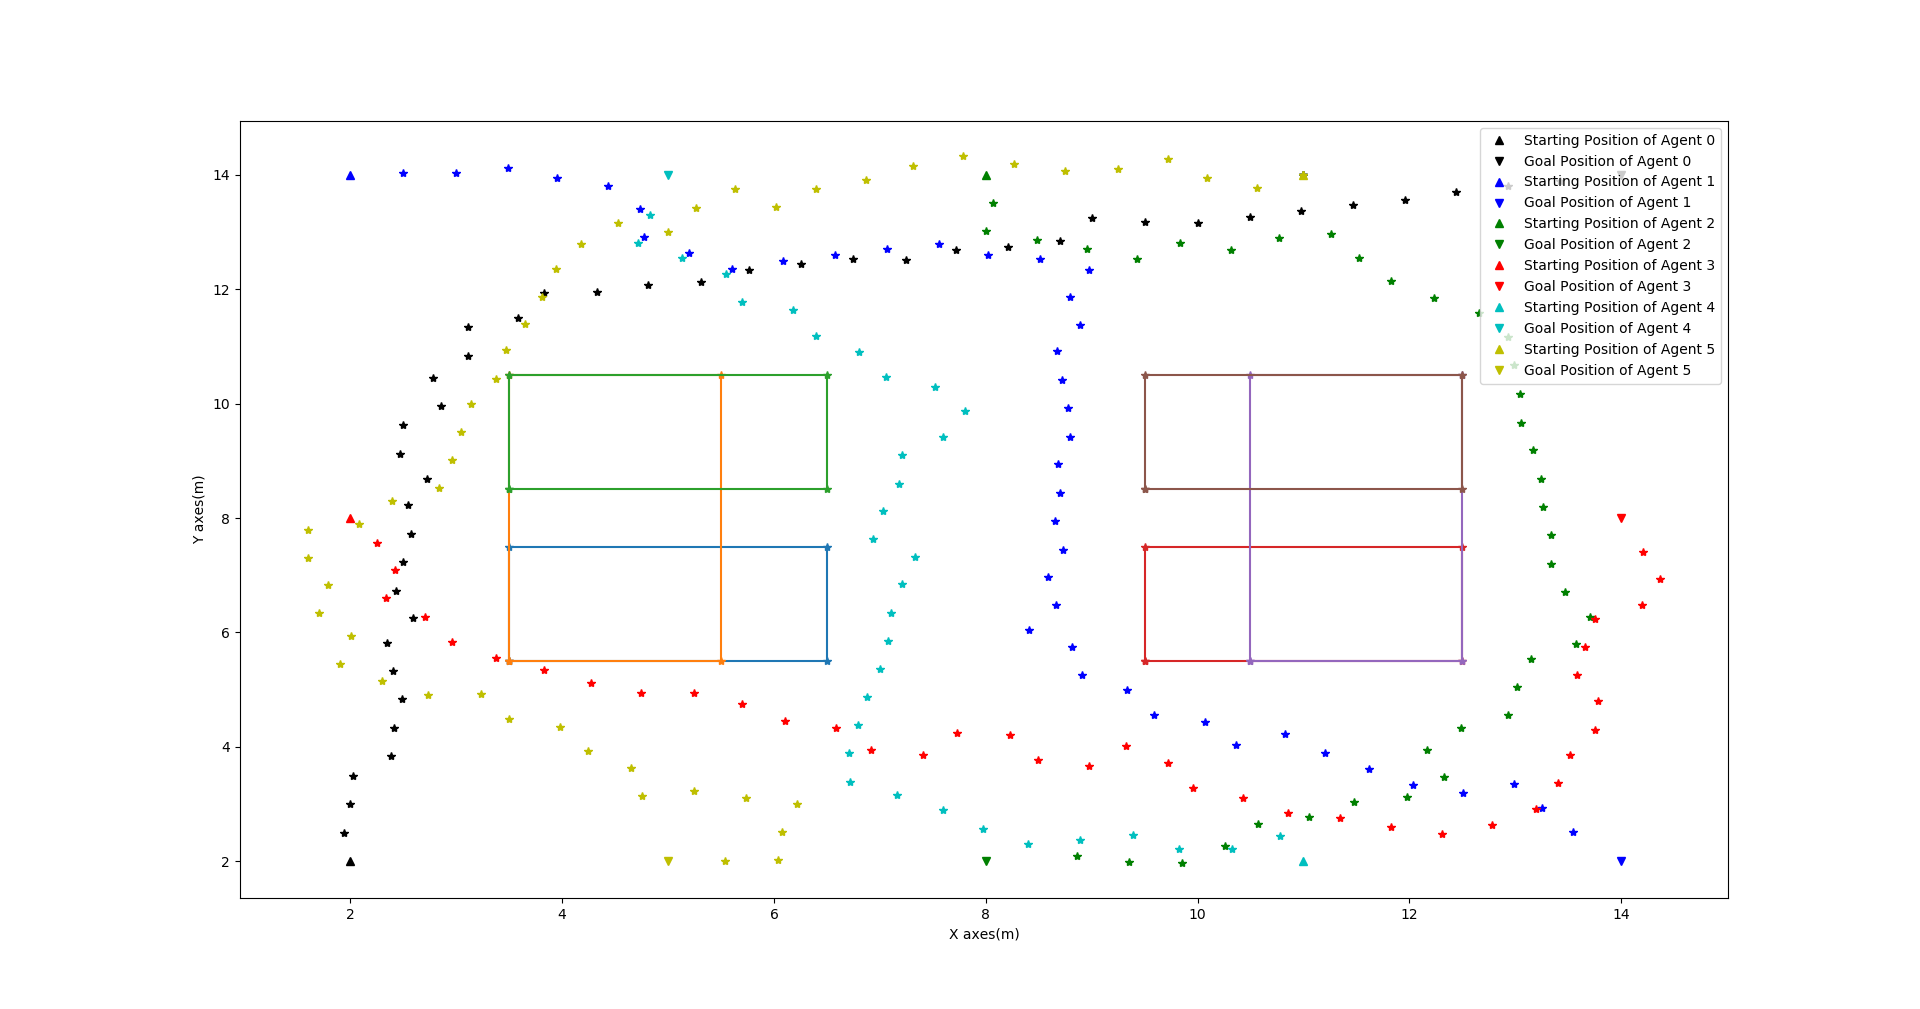 Starting Position of Agent 0
Goal Position of Agent 0
Starting Position of Agent 1
Goal Position of Agent 1
Starting Position of Agent 2
Goal Position of Agent 2
Starting Position of Agent 3
Goal Position of Agent 3
Starting Position of Agent 4
Goal Position of Agent 4
Starting Position of Agent 5
Goal Position of Agent 5
14
12
10
8
6
4
2
Y axes(m)
2 4 6 8 10 12 14
X axes(m)